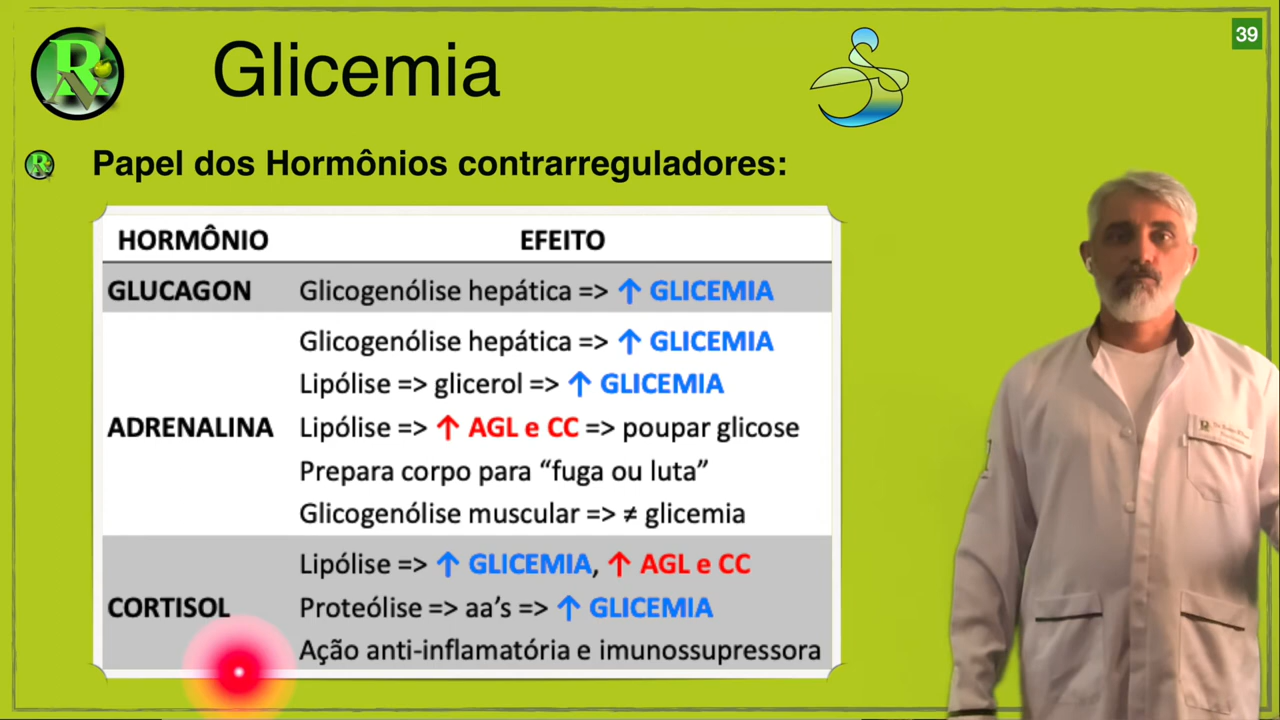 39
Glicemia
Papel dos Hormônios contrarreguladores:
HORMÔNIO EFEITO
GLUCAGON Glicogenólise hepática => ↑ GLICEMIA
Glicogenólise hepática => ↑ GLICEMIA
Lipólise => glicerol => ↑ GLICEMIA
ADRENALINA Lipólise => ↑ AGL e CC => poupar glicose
Prepara corpo para “fuga ou luta”
Glicogenólise muscular => ≠ glicemia
Lipólise => ↑ GLICEMIA, ↑ AGL e CC
CORTISOL Proteólise => aa’s => ↑ GLICEMIA
Ação anti-inflamatória e imunossupressora